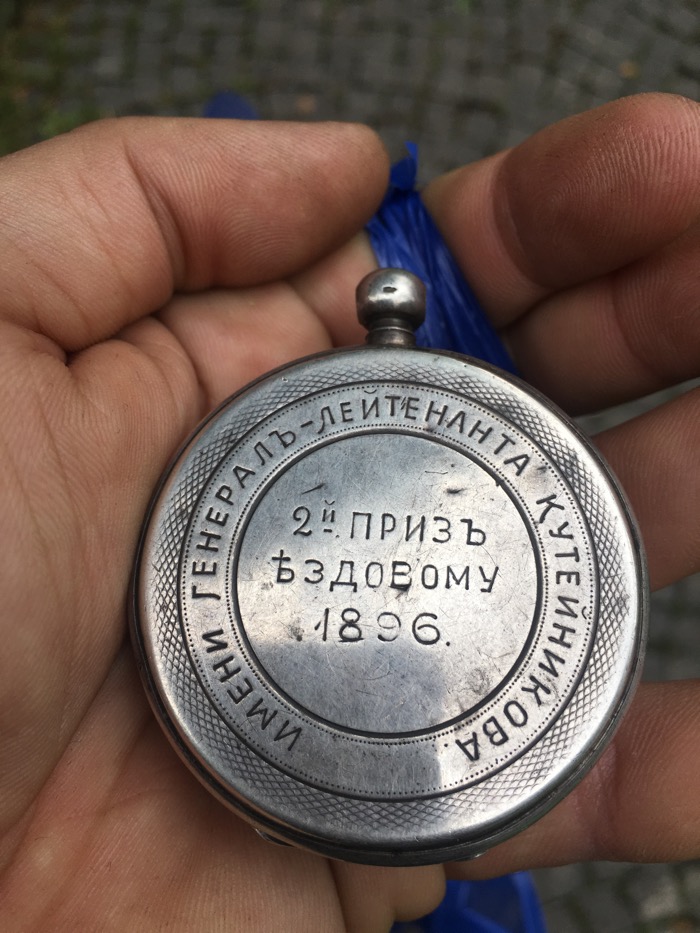 ИМЕНИ ГЕНЕРАЛЪ-ЛЕЙТЕНАНТА КУТЕЙНИКОВА
2й ПРИЗЪ
ѢЗДОВОМУ
1896.